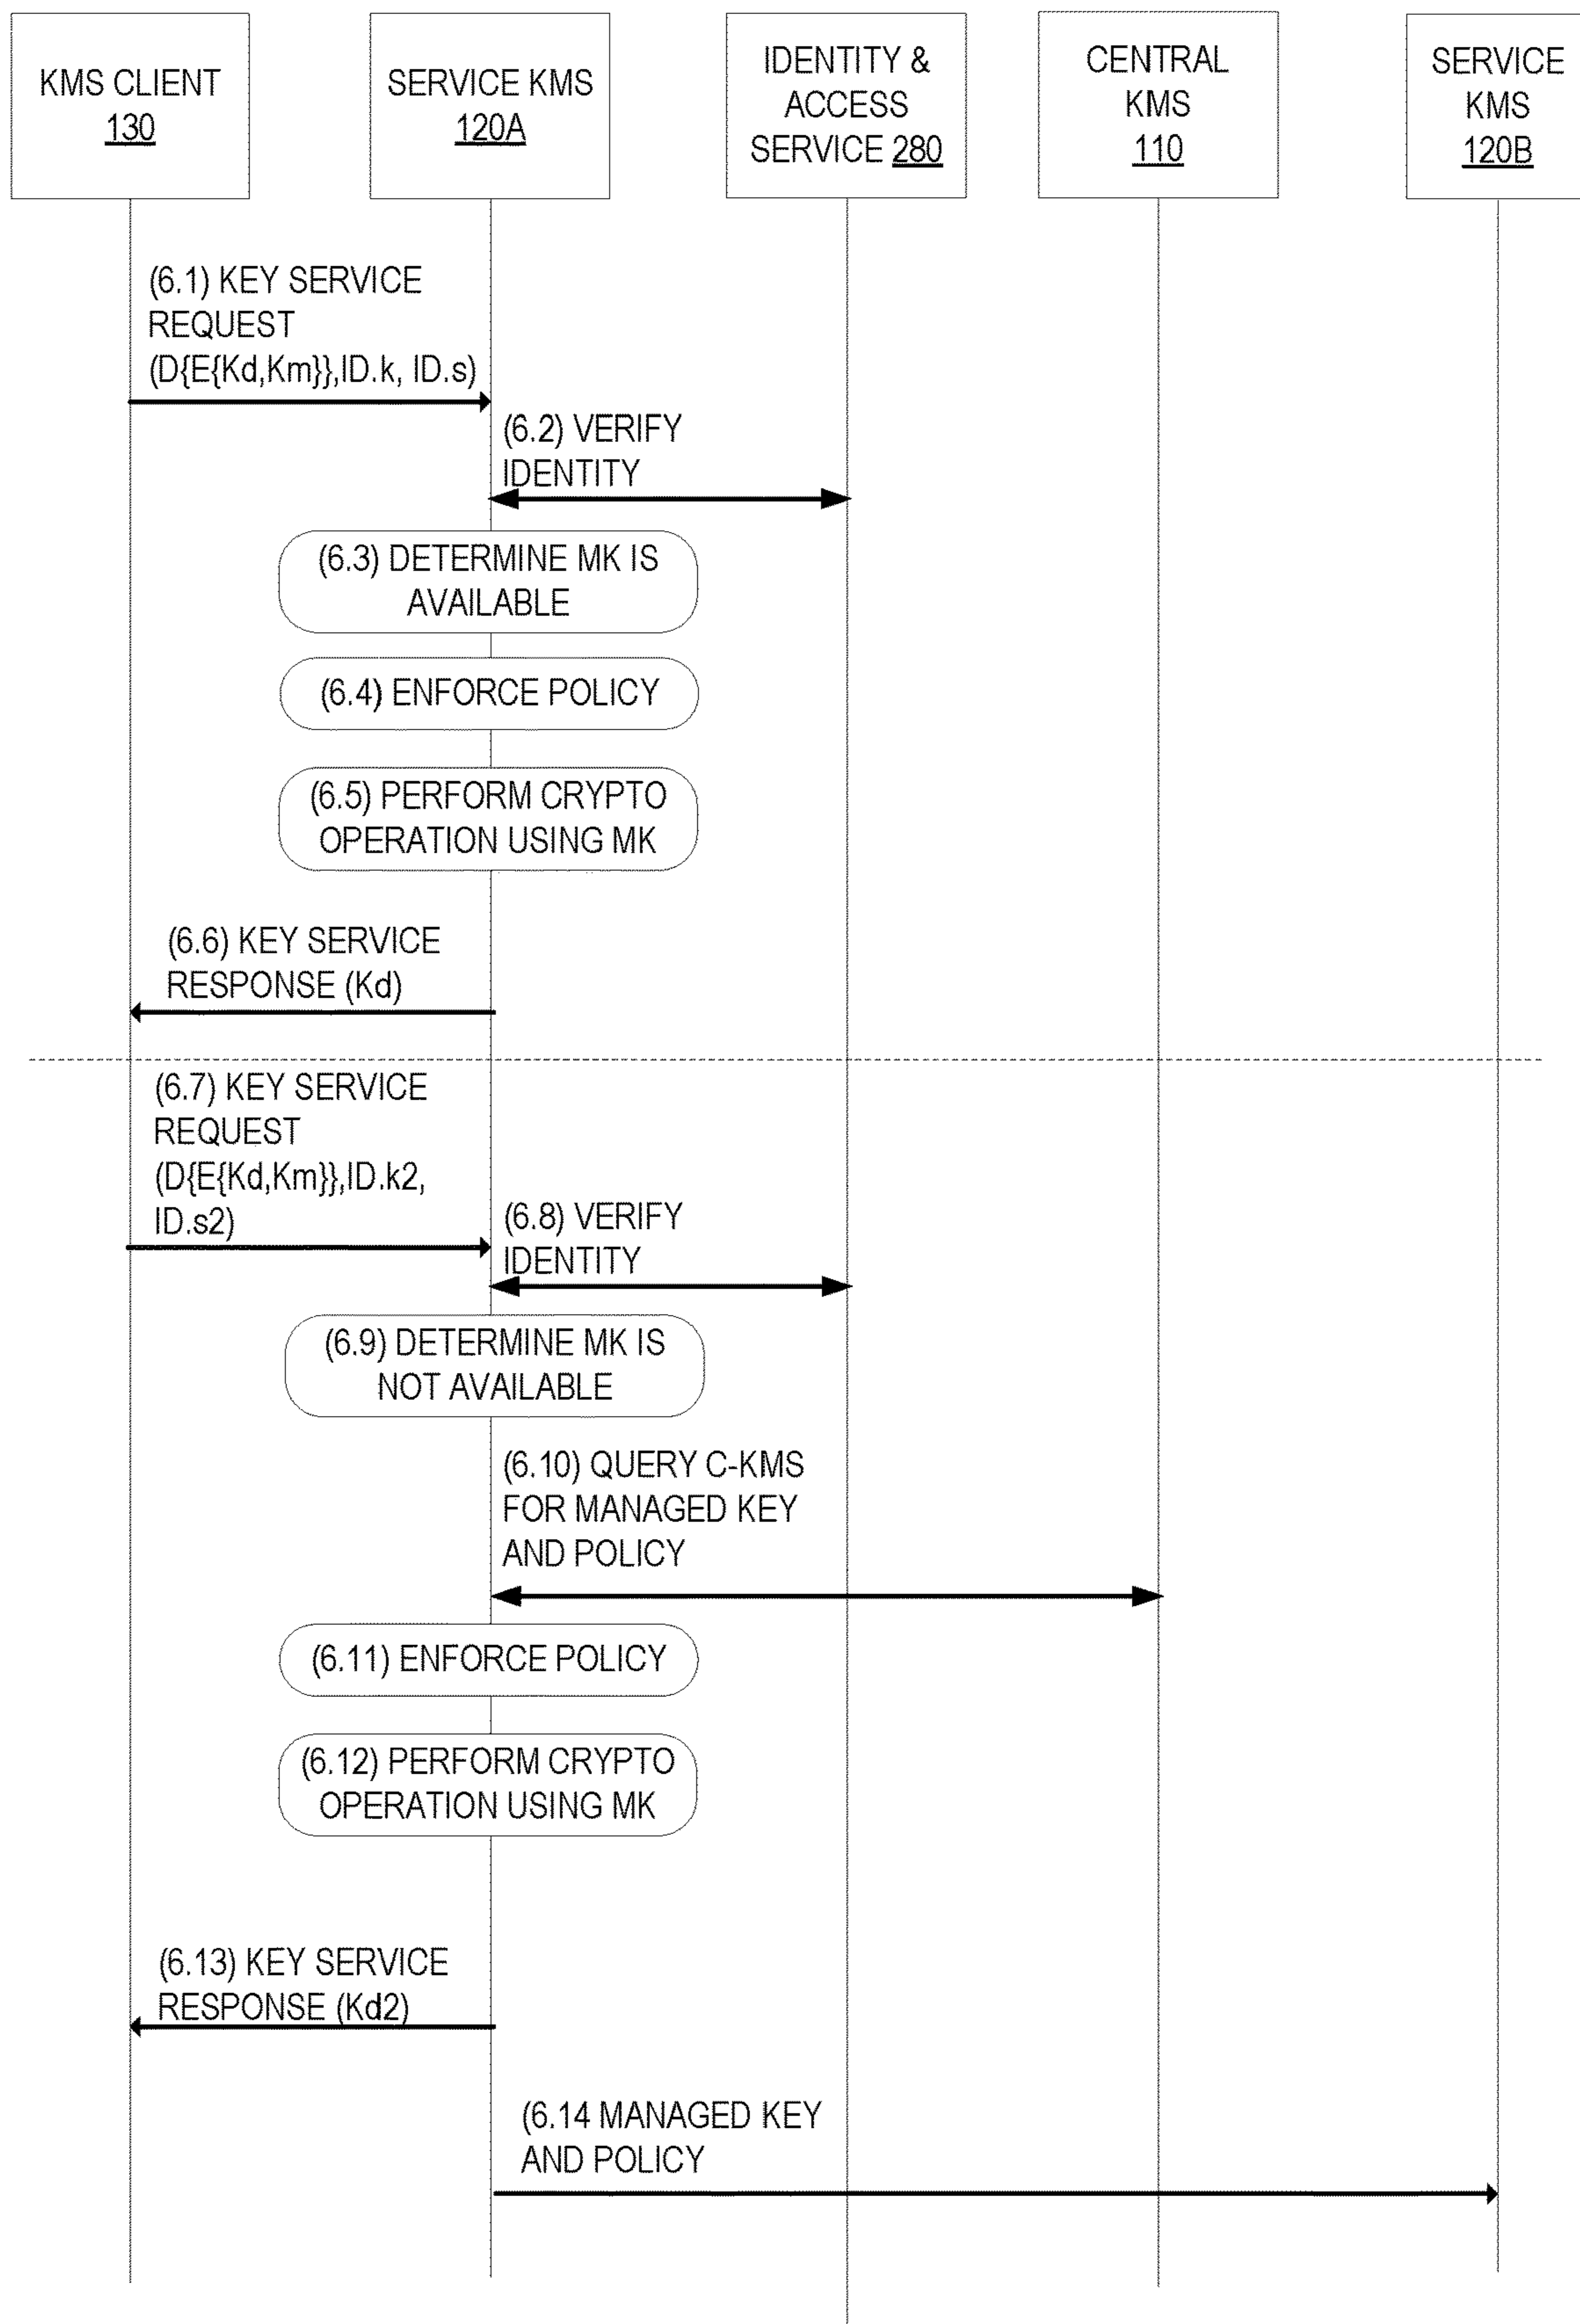 KMS CLIENT
130
SERVICE KMS
120A
IDENTITY &
ACCESS
SERVICE 280
CENTRAL
KMS
110
SERVICE
KMS
120B
(6.1) KEY SERVICE
REQUEST
(D{E{Kd,Km}},ID.k, ID.s)
(6.2) VERIFY
IDENTITY
(6.3) DETERMINE MK IS
AVAILABLE
(6.4) ENFORCE POLICY
(6.5) PERFORM CRYPTO
OPERATION USING MK
(6.6) KEY SERVICE
RESPONSE (Kd)
(6.7) KEY SERVICE
REQUEST
(D{E{Kd,Km}},ID.k2,
ID.s2)
(6.8) VERIFY
IDENTITY
(6.9) DETERMINE MK IS
NOT AVAILABLE
(6.10) QUERY C-KMS
FOR MANAGED KEY
AND POLICY
(6.11) ENFORCE POLICY
(6.12) PERFORM CRYPTO
OPERATION USING MK
(6.13) KEY SERVICE
RESPONSE (Kd2)
(6.14 MANAGED KEY
AND POLICY